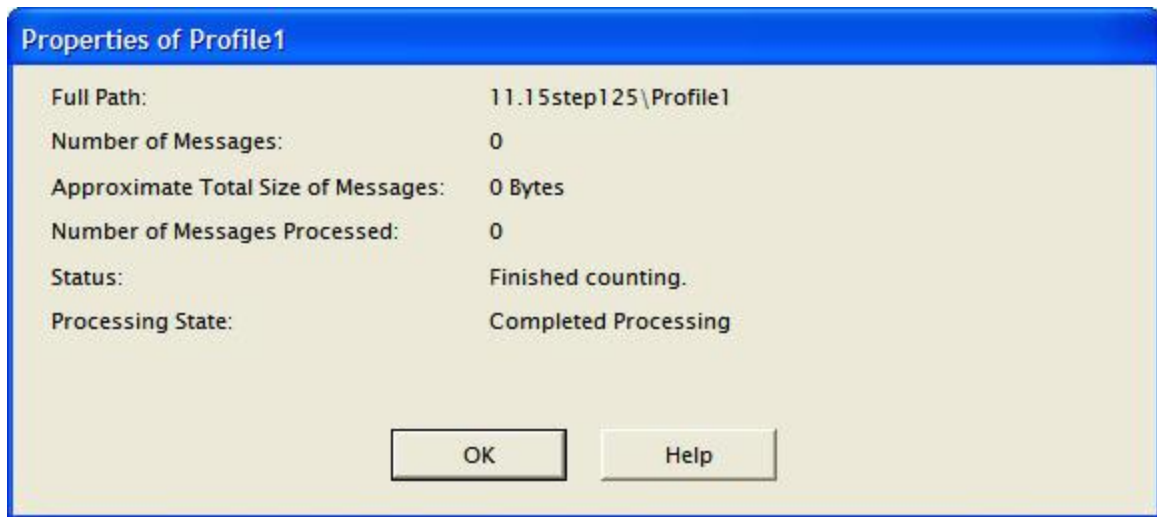 Properties of Profile1
Full Path: 11.15step125\Profile1
Number of Messages: 0
Approximate Total Size of Messages: 0 Bytes
Number of Messages Processed: 0
Status: Finished counting.
Processing State: Completed Processing
OK Help